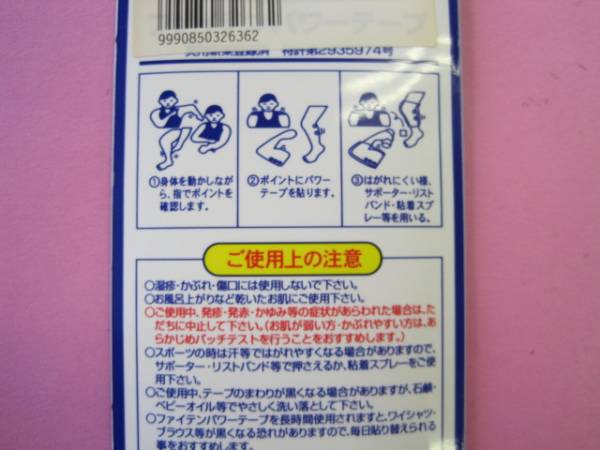 パワーテープ
9990850326362
実用新案登録済 特許第2935974号
①身体を動かしなが
ら、指でポイントを
確認します。
②ポイントにパワー
テープを貼ります。
③はがれにくい様、
サポーター・リスト
バンド・粘着スプ
レー等を用いる。
ご使用上の注意
○湿疹・かぶれ・傷口には使用しないで下さい。
○お風呂上がりなど乾いたお肌にご使用下さい。
○ご使用中、発疹・発赤・かゆみ等の症状があらわれた場合は、た
だちに中止して下さい。(お肌が弱い方・かぶれやすい方は、あ
らかじめパッチテストを行うことをおすすめします。)
○スポーツの時は汗等ではがれやすくなる場合がありますので、
サポーター・リストバンド等で押さえるか、粘着スプレーをご使
用下さい。
○ご使用中、テープのまわりが黒くなる場合がありますが、石鹸・
ベビーオイル等でやさしく洗い落として下さい。
○ファイテンパワーテープを長時間使用されますと、ワイシャツ・
ブラウス等が黒くなる恐れがありますので、毎日貼り替えられる
事をおすすめします。